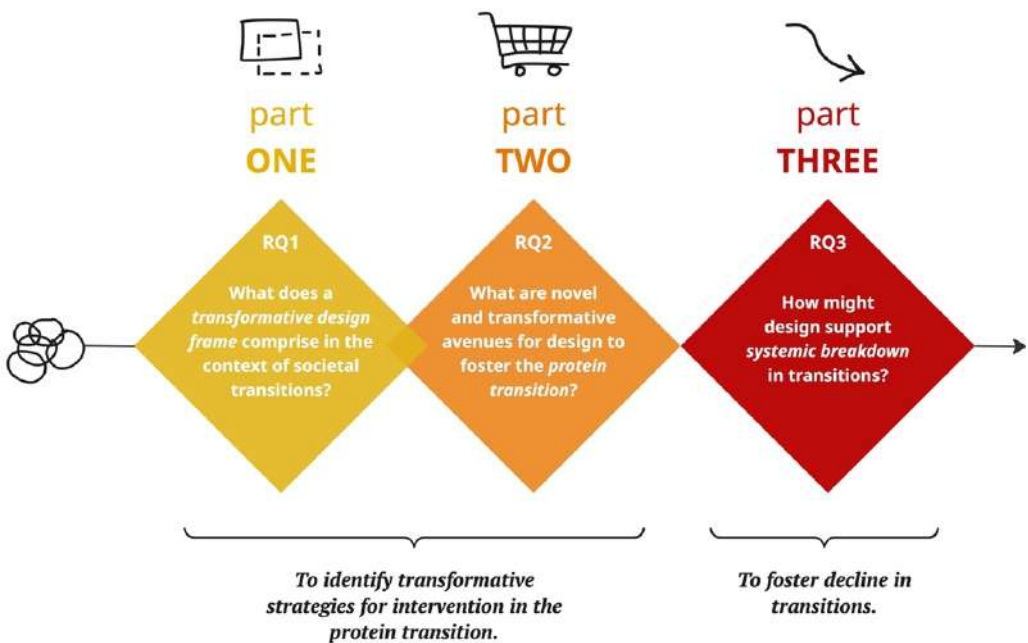 part
ONE
part
TWO
part
THREE
RQ1
What does a
transformative design
frame comprise in the
context of societal
transitions?
RQ2
What are novel
and transformative
avenues for design to
foster the protein
transition?
RQ3
How might
design support
systemic breakdown
in transitions?
To identify transformative
strategies for intervention in the
protein transition.
To foster decline in
transitions.